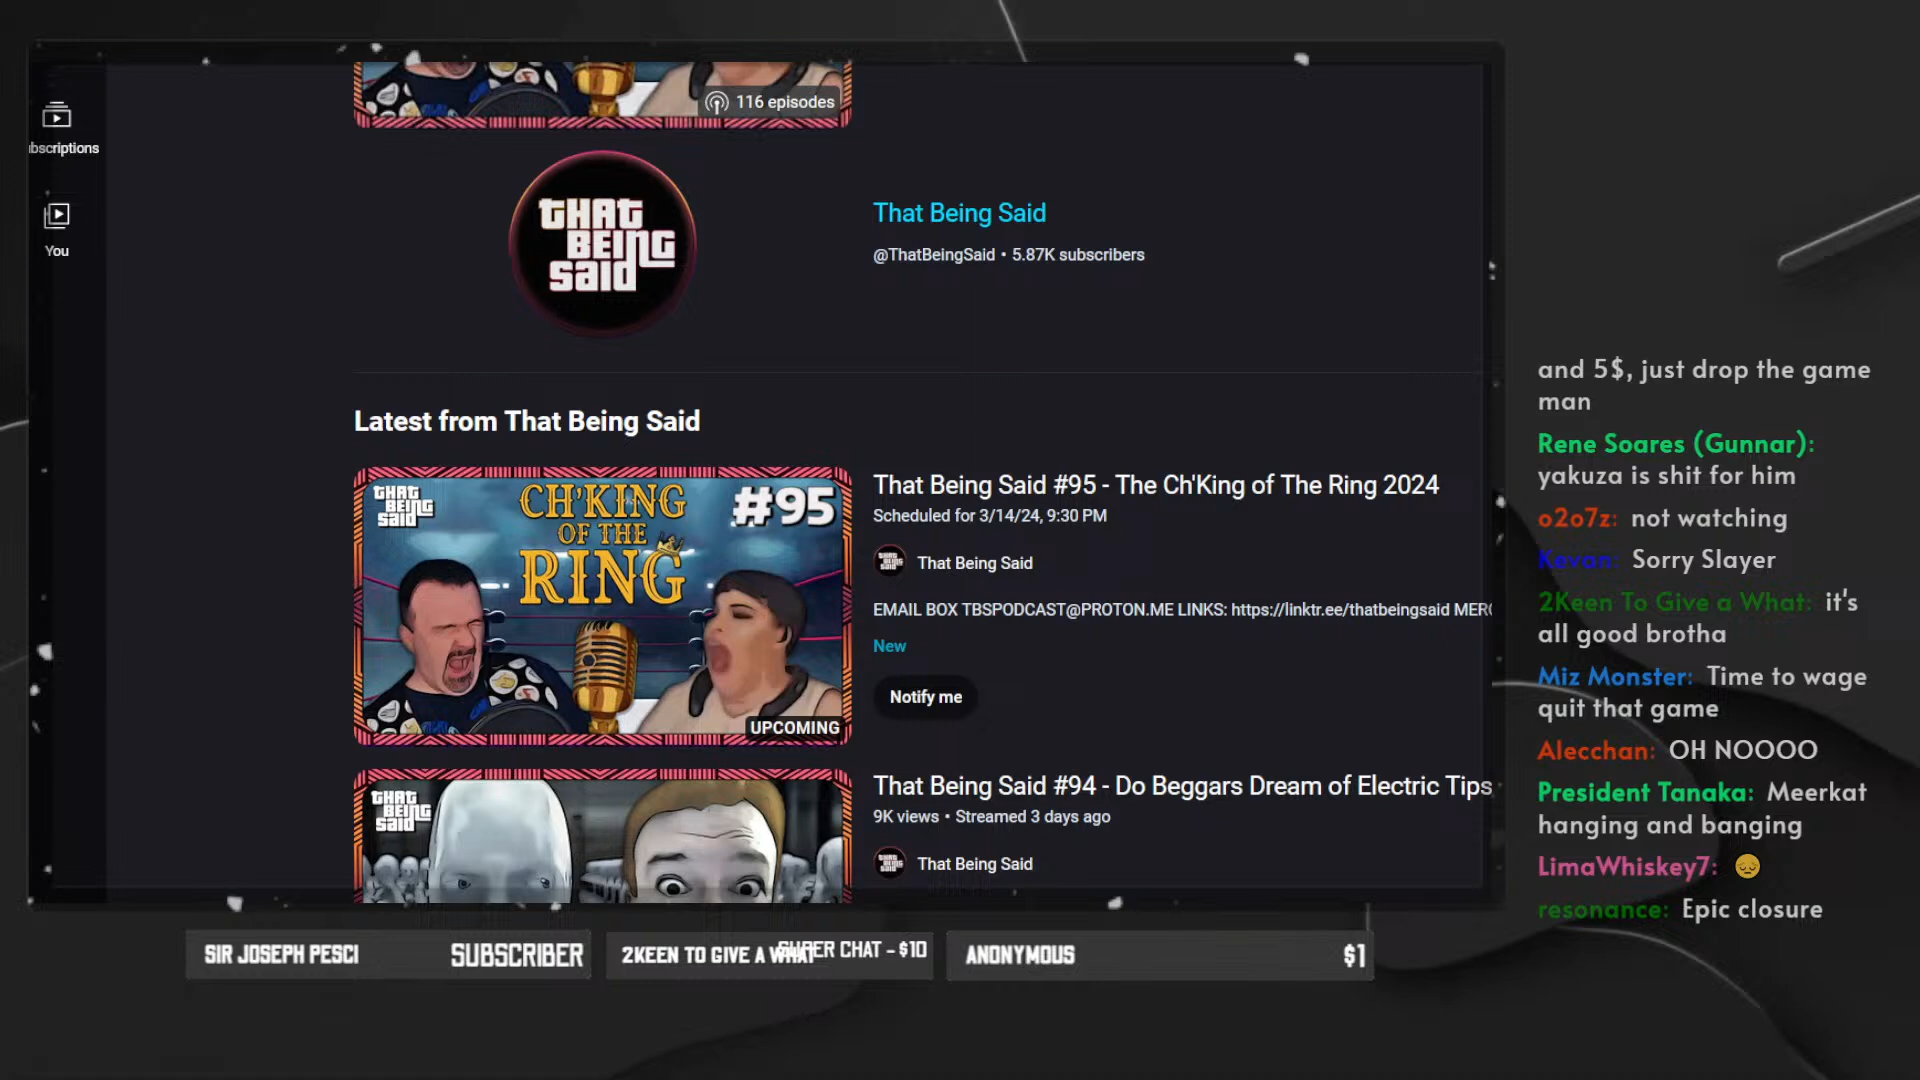 116 episodes
bscriptions
You
THAT
BEING
SAID
That Being Said
@ThatBeingSaid • 5.87K subscribers
Latest from That Being Said
THAT
BEING
SAID
CH'KING
OF THE
RING
#95
UPCOMING
That Being Said #95 - The Ch'King of The Ring 2024
Scheduled for 3/14/24, 9:30 PM
That Being Said
EMAIL BOX TBSPODCAST@PROTON.ME LINKS: https://linktr.ee/thatbeingsaid MERC
New
Notify me
THAT
BEING
SAID
That Being Said #94 - Do Beggars Dream of Electric Tips
9K views • Streamed 3 days ago
That Being Said
and 5$, just drop the game
man
Rene Soares (Gunnar):
yakuza is shit for him
o2o7z: not watching
Kevan: Sorry Slayer
2Keen To Give a What: it's
all good brotha
Miz Monster: Time to wage
quit that game
Alecchan: OH NOOOO
President Tanaka: Meerkat
hanging and banging
LimaWhiskey7: 😔
resonance: Epic closure
SIR JOSEPH PESCI SUBSCRIBER
2KEEN TO GIVE A WHAT SUPER CHAT - $10
ANONYMOUS $1